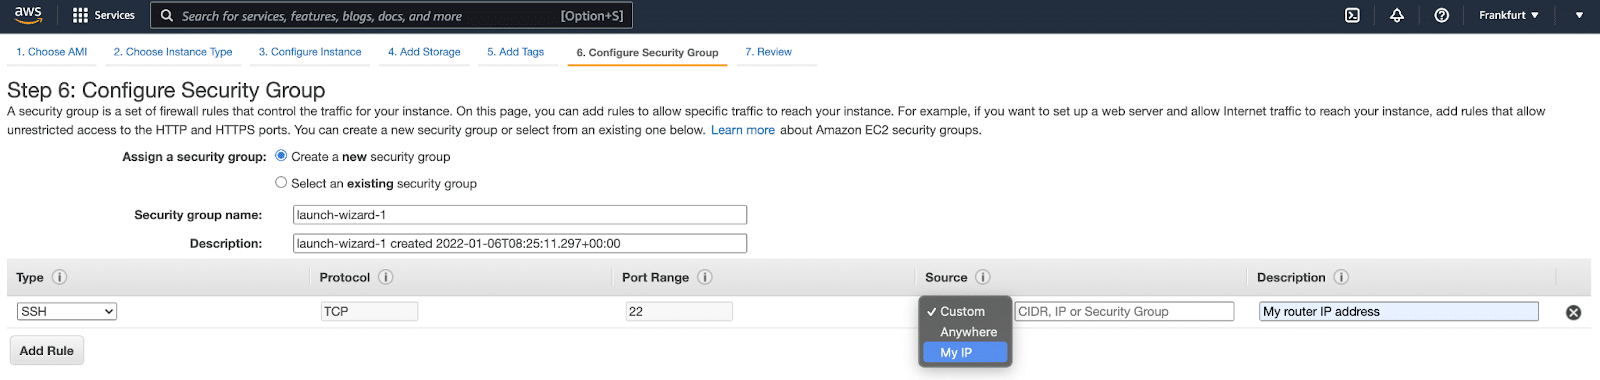 aws Services Search for services, features, blogs, docs, and more [Option+S] Frankfurt
1. Choose AMI 2. Choose Instance Type 3. Configure Instance 4. Add Storage 5. Add Tags 6. Configure Security Group 7. Review
Step 6: Configure Security Group
A security group is a set of firewall rules that control the traffic for your instance. On this page, you can add rules to allow specific traffic to reach your instance. For example, if you want to set up a web server and allow Internet traffic to reach your instance, add rules that allow
unrestricted access to the HTTP and HTTPS ports. You can create a new security group or select from an existing one below. Learn more about Amazon EC2 security groups.
Assign a security group: Create a new security group
Select an existing security group
Security group name: launch-wizard-1
Description: launch-wizard-1 created 2022-01-06T08:25:11.297+00:00
Type Protocol Port Range Source Description
SSH TCP 22 Custom CIDR, IP or Security Group My router IP address
Anywhere
My IP
Add Rule